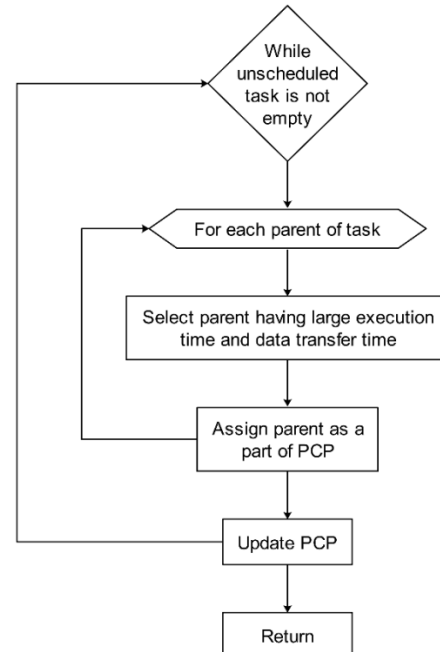 While
unscheduled
task is not
empty
For each parent of task
Select parent having large execution
time and data transfer time
Assign parent as a
part of PCP
Update PCP
Return